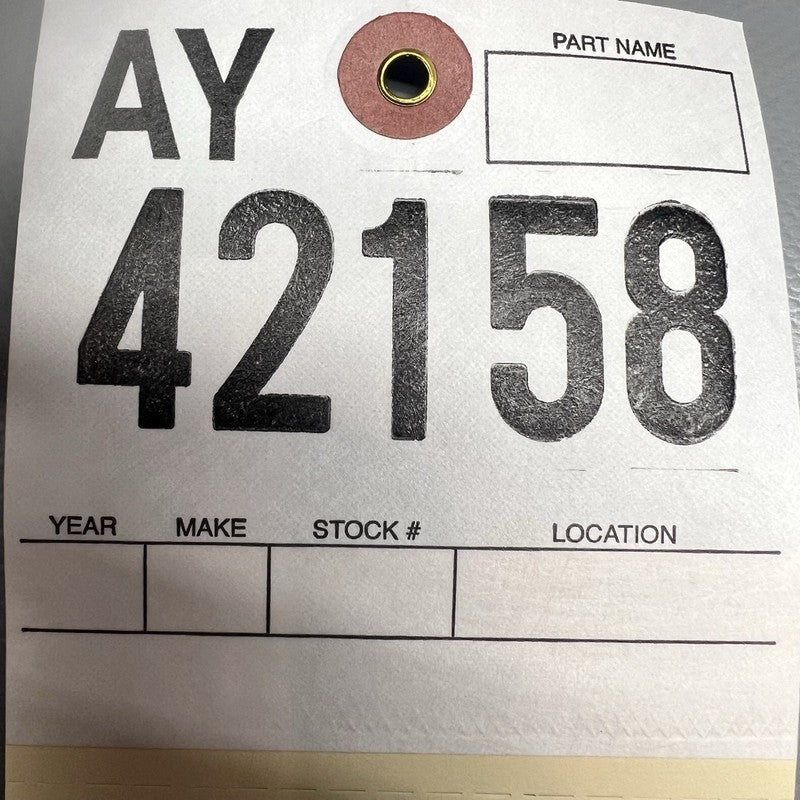 AY
PART NAME
42158
YEAR MAKE STOCK # LOCATION